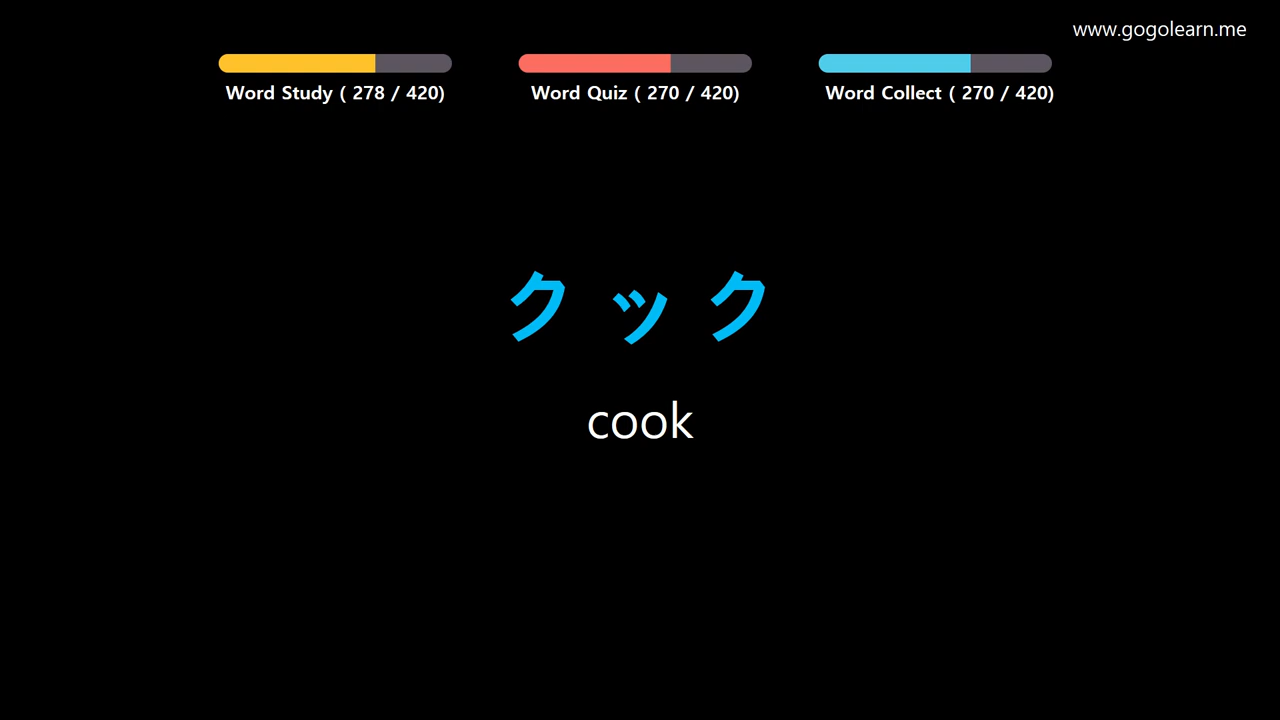 www.gogolearn.me
Word Study ( 278 / 420)
Word Quiz ( 270 / 420)
Word Collect ( 270 / 420)
クック
cook